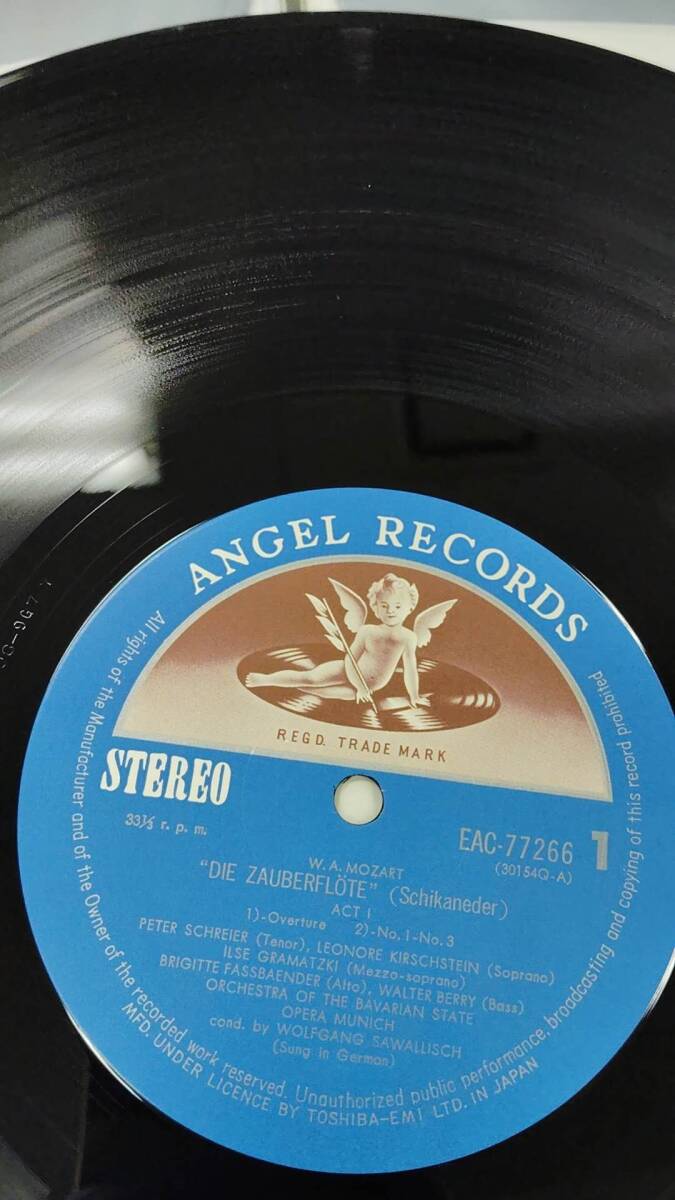 ANGEL RECORDS
REGD. TRADE MARK
STEREO
33⅓ r. p. m.
EAC-77266 1
(30154Q-A)
W. A. MOZART
"DIE ZAUBERFLÖTE" (Schikaneder)
ACT I
1)-Overture 2)-No. 1-No. 3
PETER SCHREIER (Tenor), LEONORE KIRSCHSTEIN (Soprano)
ILSE GRAMATZKI (Mezzo-soprano)
BRIGITTE FASSBAENDER (Alto), WALTER BERRY (Bass)
ORCHESTRA OF THE BAVARIAN STATE
OPERA MUNICH
cond. by WOLFGANG SAWALLISCH
(Sung in German)
All rights of the Manufacturer and of the Owner of the recorded work reserved. Unauthorized public performance, broadcasting and copying of this record prohibited
MFD. UNDER LICENCE BY TOSHIBA-EMI LTD. IN JAPAN